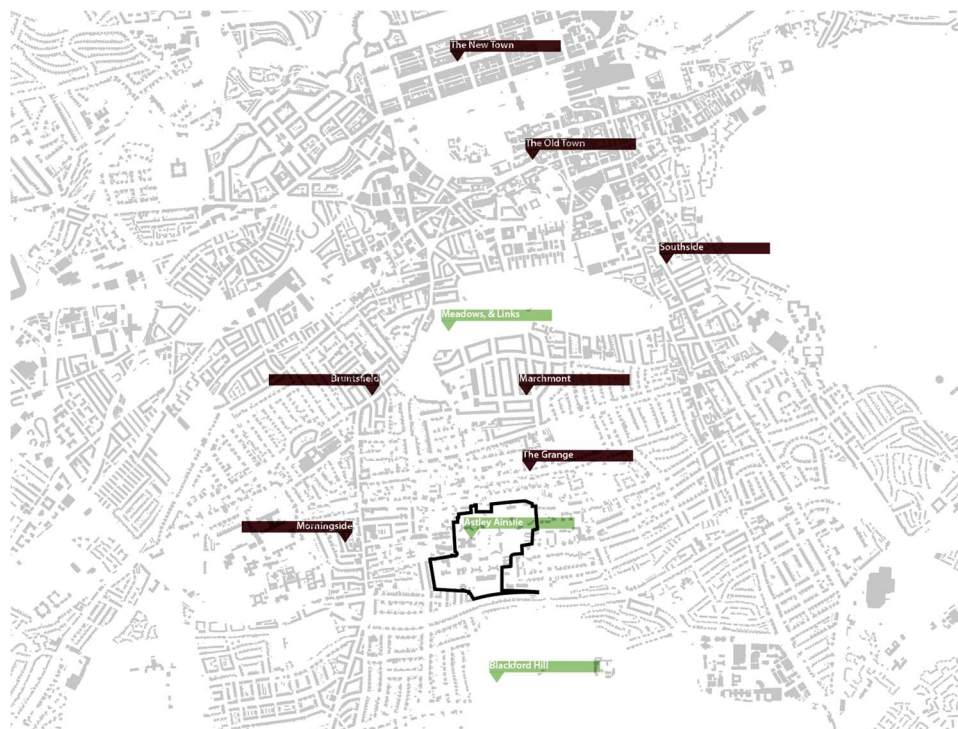 The New Town
The Old Town
Southside
Meadows, & Links
Bruntsfield
Marchmont
The Grange
Astley Ainslie
Morningside
Blackford Hill